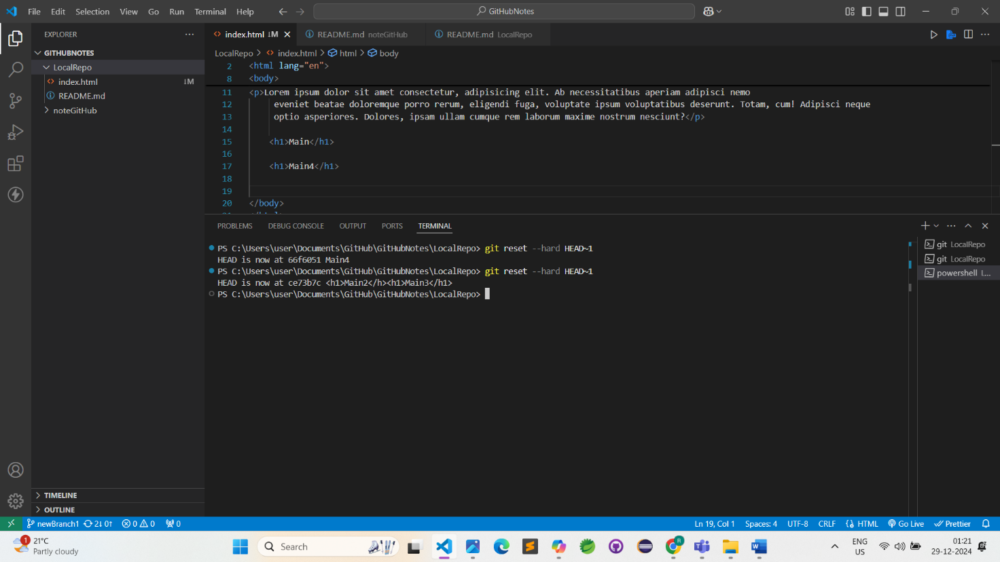 File Edit Selection View Go Run Terminal Help
GitHubNotes
EXPLORER
GITHUBNOTES
LocalRepo
index.html ↓M
README.md
noteGitHub
TIMELINE
OUTLINE
index.html ↓M
README.md noteGitHub
README.md LocalRepo
LocalRepo > index.html > html > body
2 <html lang="en">
8 <body>
11 <p>Lorem ipsum dolor sit amet consectetur, adipisicing elit. Ab necessitatibus aperiam adipisci nemo
12 eveniet beatae doloremque porro rerum, eligendi fuga, voluptate ipsum voluptatibus deserunt. Totam, cum! Adipisci neque
13 optio asperiores. Dolores, ipsam ullam cumque rem laborum maxime nostrum nesciunt?</p>
14
15 <h1>Main</h1>
16
17 <h1>Main4</h1>
18
19
20 </body>
PROBLEMS DEBUG CONSOLE OUTPUT PORTS TERMINAL
PS C:\Users\user\Documents\GitHub\GitHubNotes\LocalRepo> git reset --hard HEAD~1
HEAD is now at 66f6051 Main4
PS C:\Users\user\Documents\GitHub\GitHubNotes\LocalRepo> git reset --hard HEAD~1
HEAD is now at ce73b7c <h1>Main2</h><h1>Main3</h1>
PS C:\Users\user\Documents\GitHub\GitHubNotes\LocalRepo>
git LocalRepo
git LocalRepo
powershell L...
newBranch1 2↓ 0↑ 0 0 0
Ln 19, Col 1 Spaces: 4 UTF-8 CRLF HTML Go Live Prettier
1
21°C
Partly cloudy
Search
R
ENG
US
01:21
29-12-2024